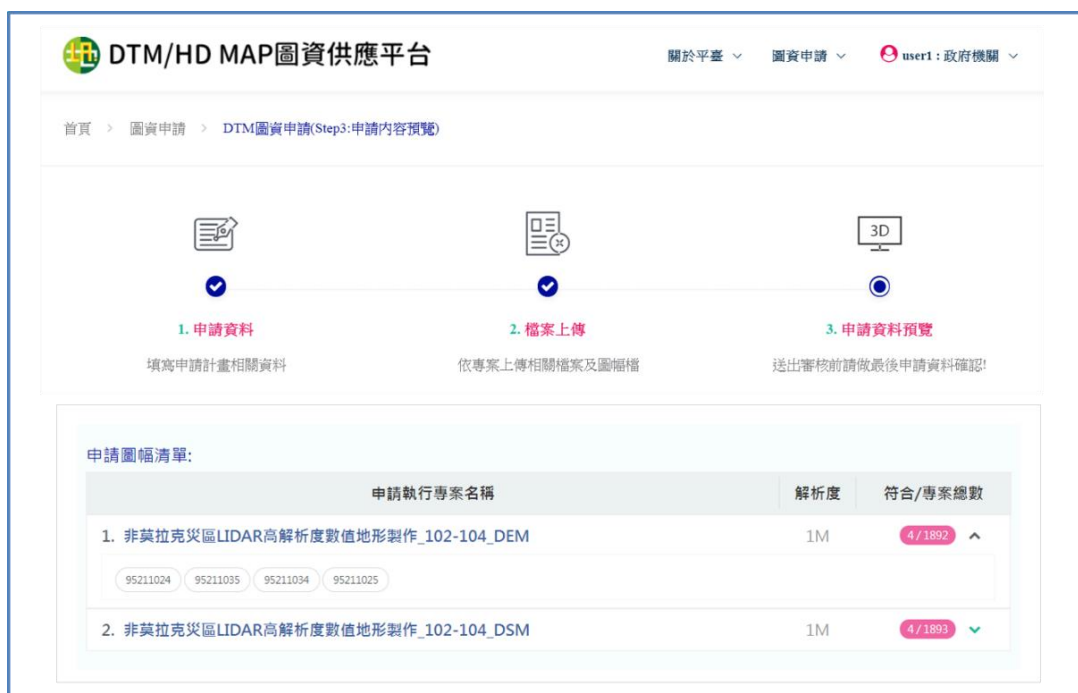 DTM/HD MAP圖資供應平台
關於平臺 圖資申請 user1 : 政府機關
首頁 > 圖資申請 > DTM圖資申請(Step3:申請內容預覽)
3D
1. 申請資料 2. 檔案上傳 3. 申請資料預覽
填寫申請計畫相關資料 依專案上傳相關檔案及圖幅檔 送出審核前請做最後申請資料確認!
申請圖幅清單:
申請執行專案名稱 解析度 符合/專案總數
1. 非莫拉克災區LIDAR高解析度數值地形製作_102-104_DEM 1M 4 / 1892
95211024 95211035 95211034 95211025
2. 非莫拉克災區LIDAR高解析度數值地形製作_102-104_DSM 1M 4 / 1893